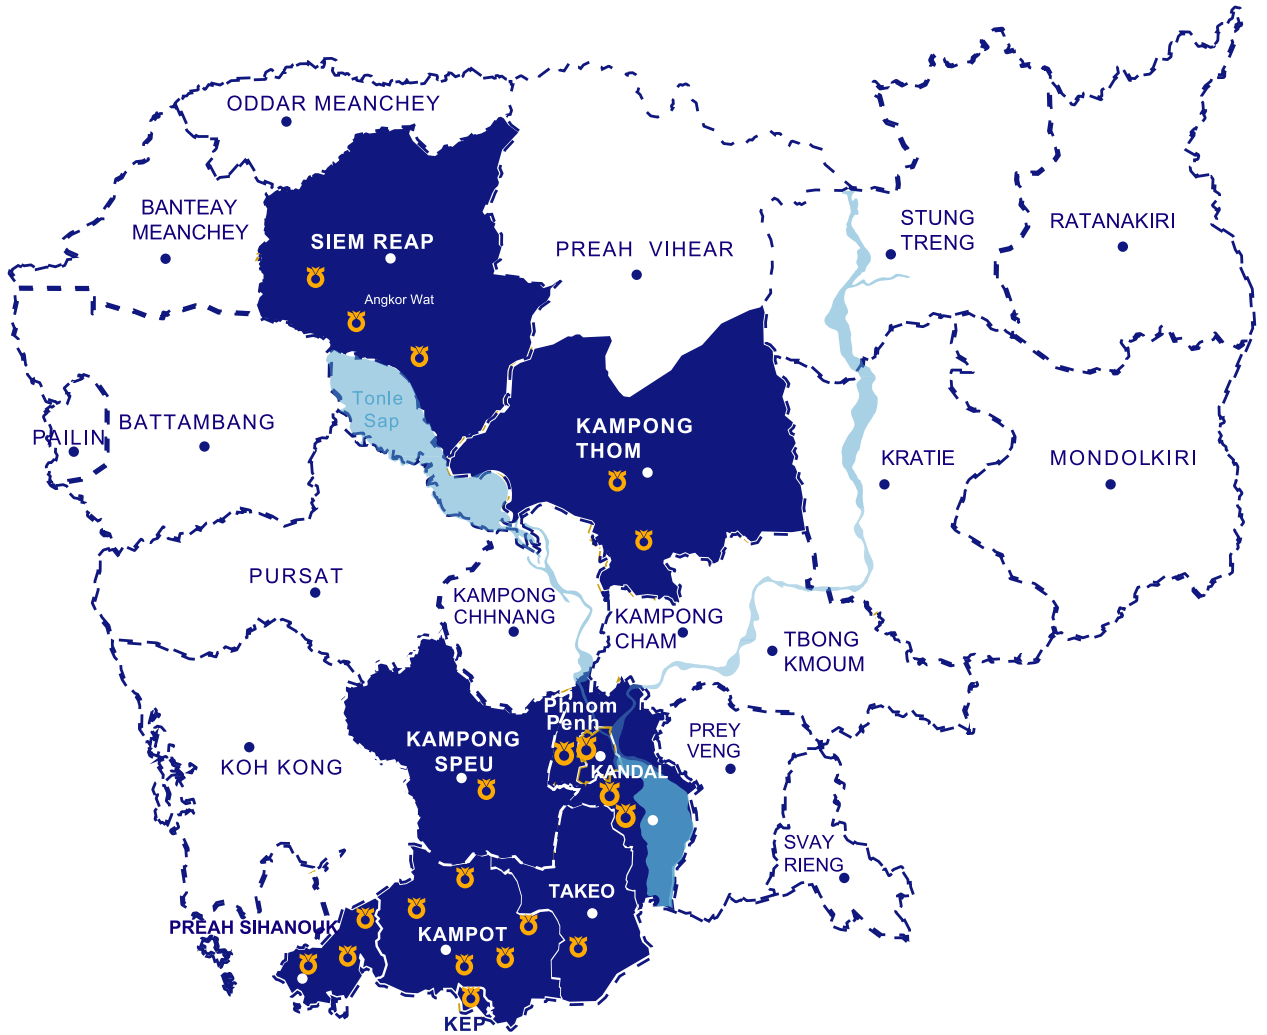 ODDAR MEANCHEY
BANTEAY
MEANCHEY
SIEM REAP
Angkor Wat
PREAH VIHEAR
STUNG
TRENG
RATANAKIRI
Tonle
Sap
PAILIN
BATTAMBANG
KAMPONG
THOM
KRATIE
MONDOLKIRI
PURSAT
KAMPONG
CHHNANG
KAMPONG
CHAM
TBONG
KMOUM
KOH KONG
KAMPONG
SPEU
Phnom
Penh
KANDAL
PREY
VENG
SVAY
RIENG
TAKEO
PREAH SIHANOUK
KAMPOT
KEP